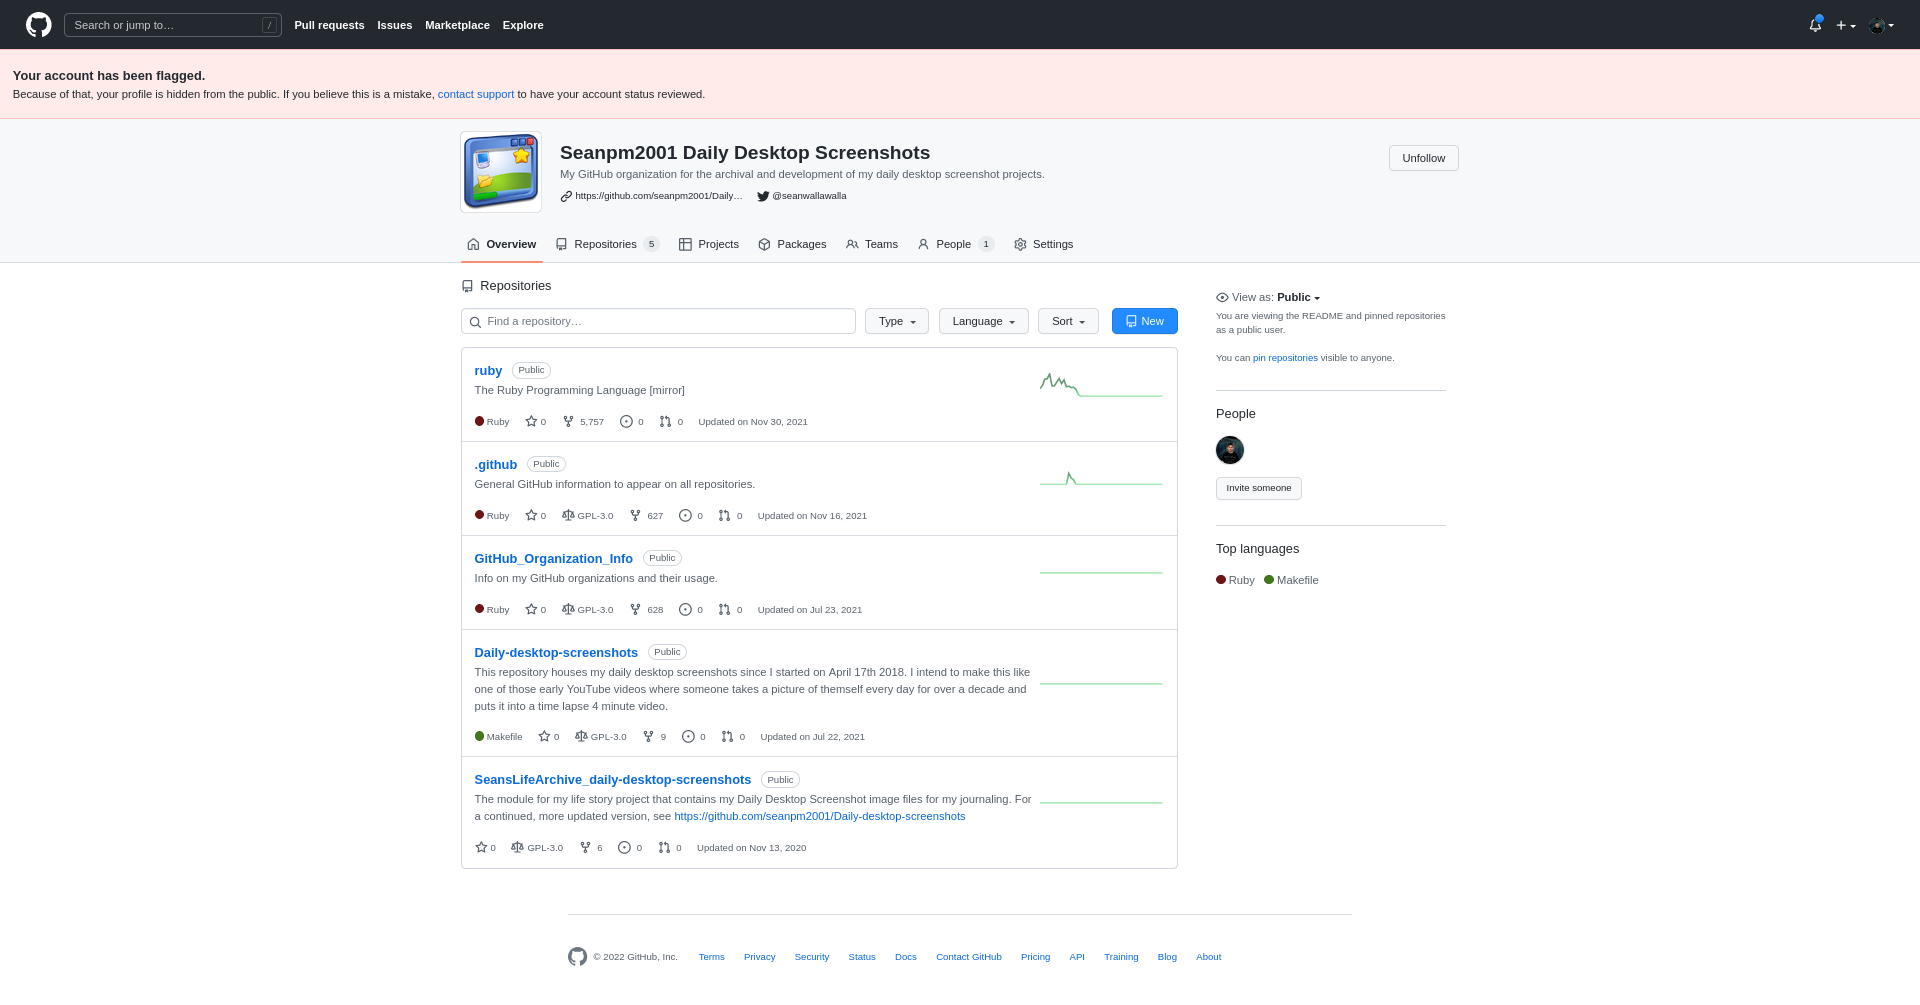 Search or jump to… /
Pull requests Issues Marketplace Explore
Your account has been flagged.
Because of that, your profile is hidden from the public. If you believe this is a mistake, contact support to have your account status reviewed.
Seanpm2001 Daily Desktop Screenshots
Unfollow
My GitHub organization for the archival and development of my daily desktop screenshot projects.
https://github.com/seanpm2001/Daily… @seanwallawalla
Overview Repositories 5 Projects Packages Teams People 1 Settings
Repositories
Find a repository… Type Language Sort New
ruby Public
The Ruby Programming Language [mirror]
Ruby 0 5,757 0 0 Updated on Nov 30, 2021
.github Public
General GitHub information to appear on all repositories.
Ruby 0 GPL-3.0 627 0 0 Updated on Nov 16, 2021
GitHub_Organization_Info Public
Info on my GitHub organizations and their usage.
Ruby 0 GPL-3.0 628 0 0 Updated on Jul 23, 2021
Daily-desktop-screenshots Public
This repository houses my daily desktop screenshots since I started on April 17th 2018. I intend to make this like
one of those early YouTube videos where someone takes a picture of themself every day for over a decade and
puts it into a time lapse 4 minute video.
Makefile 0 GPL-3.0 9 0 0 Updated on Jul 22, 2021
SeansLifeArchive_daily-desktop-screenshots Public
The module for my life story project that contains my Daily Desktop Screenshot image files for my journaling. For
a continued, more updated version, see https://github.com/seanpm2001/Daily-desktop-screenshots
0 GPL-3.0 6 0 0 Updated on Nov 13, 2020
View as: Public
You are viewing the README and pinned repositories
as a public user.
You can pin repositories visible to anyone.
People
Invite someone
Top languages
Ruby Makefile
© 2022 GitHub, Inc. Terms Privacy Security Status Docs Contact GitHub Pricing API Training Blog About